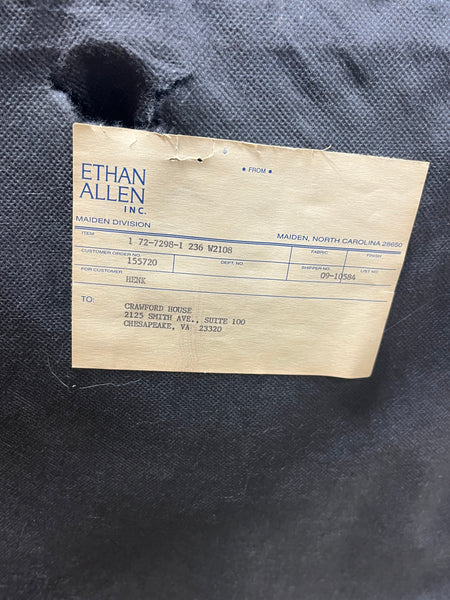 • FROM •
ETHAN
ALLEN
INC.
MAIDEN DIVISION
MAIDEN, NORTH CAROLINA 28650
ITEM FABRIC FINISH
1 72-7298-1 236 W2108
CUSTOMER ORDER NO. DEPT. NO. SHIPPER NO. LIST NO.
155720 09-10584
FOR CUSTOMER
HENK
TO: CRAWFORD HOUSE
2125 SMITH AVE., SUITE 100
CHESAPEAKE, VA 23320